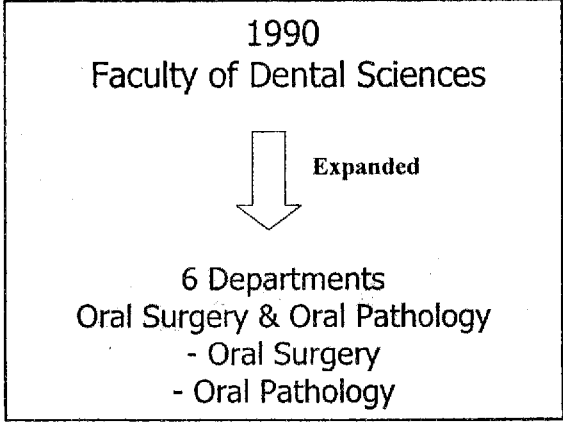 1990
Faculty of Dental Sciences
Expanded
6 Departments
Oral Surgery & Oral Pathology
- Oral Surgery
- Oral Pathology